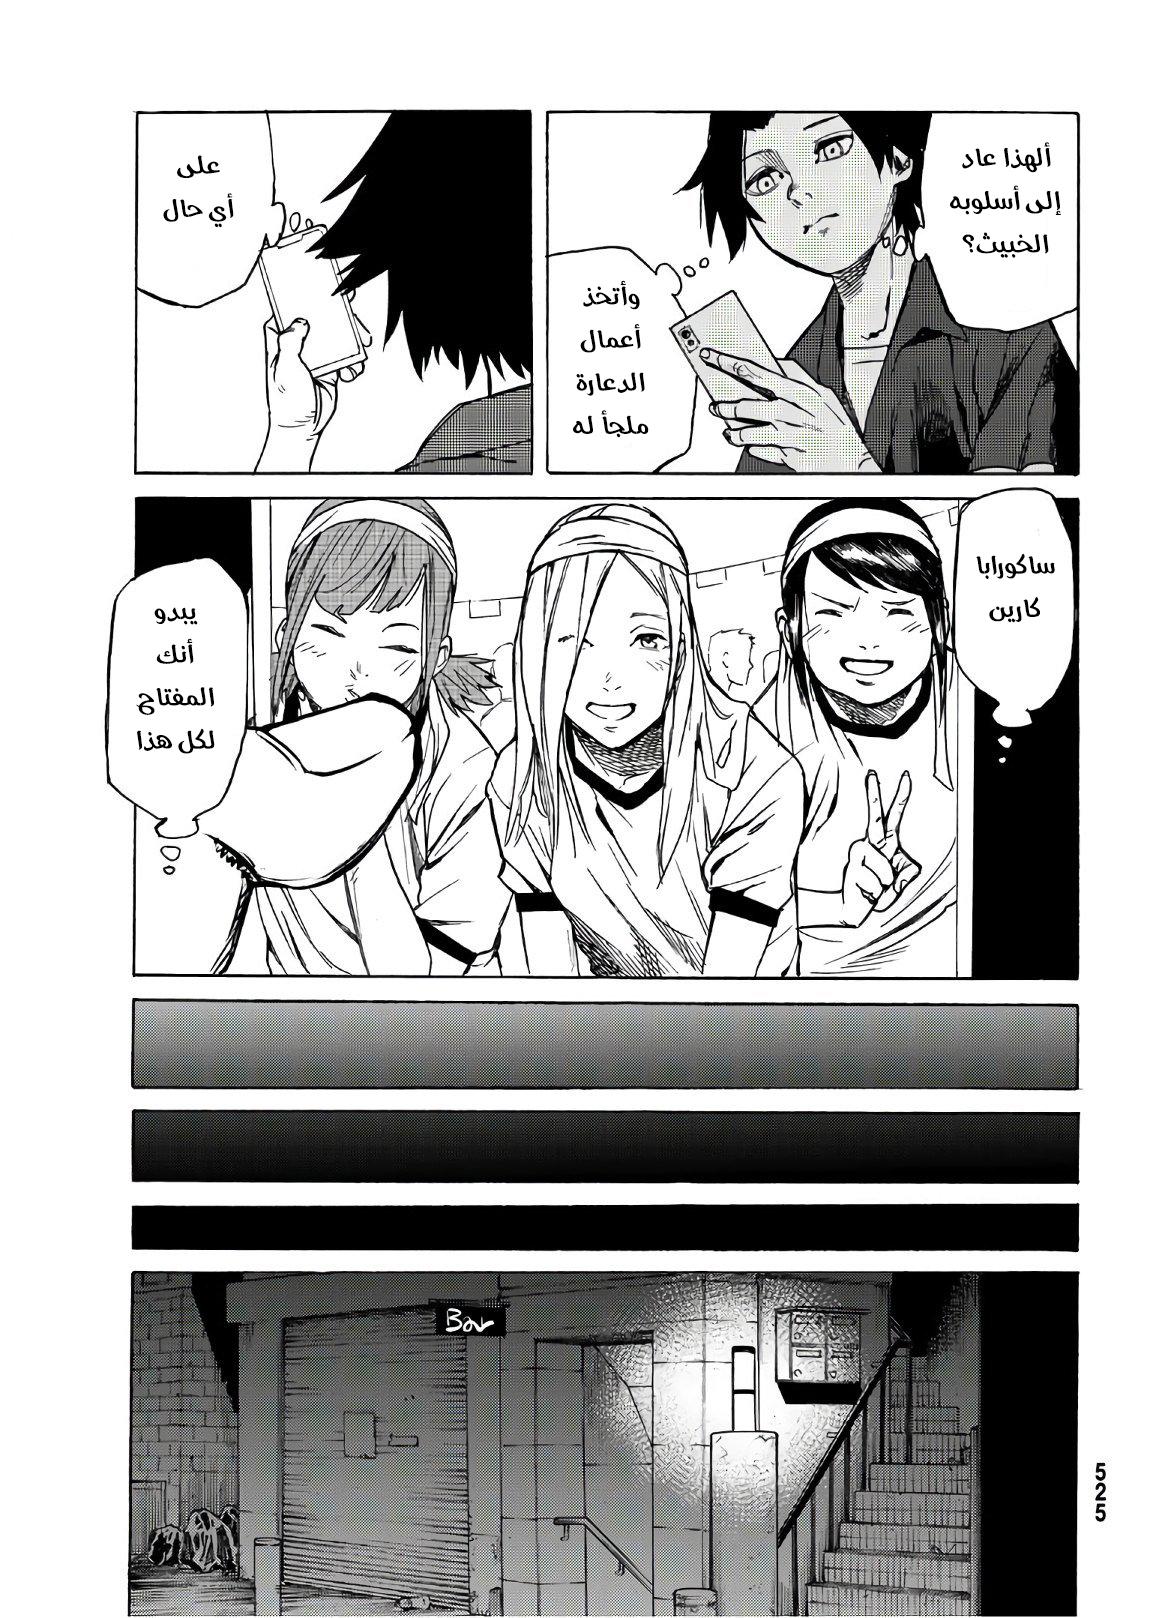 ألهذا عاد
إلى أسلوبه
الخبيث؟
وأتخذ
أعمال
الدعارة
ملجأ له
على
أي حال
ساكورابا
كارين
يبدو
أنك
المفتاح
لكل هذا
Bar
525